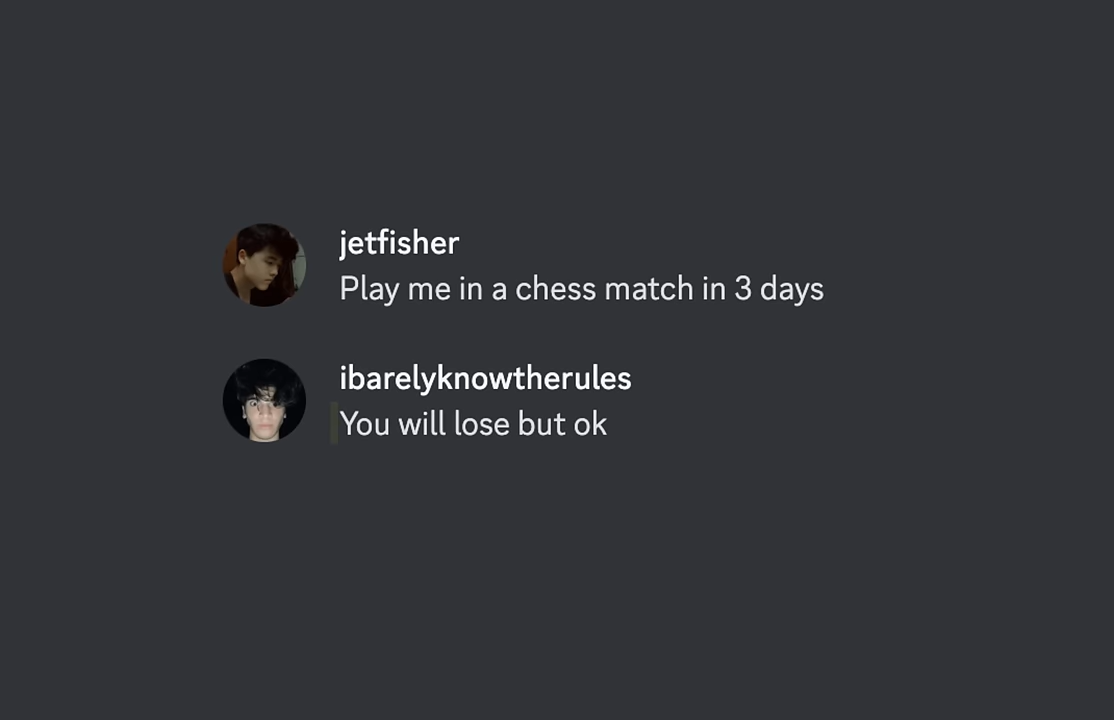 jetfisher
Play me in a chess match in 3 days
ibarelyknowtherules
You will lose but ok